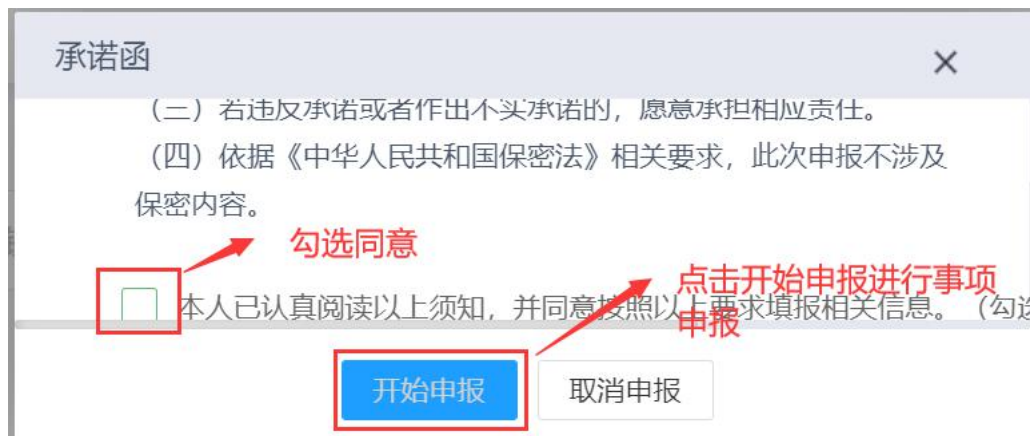 承诺函
（三）若违反承诺或者作出不实承诺的，愿意承担相应责任。
（四）依据《中华人民共和国保密法》相关要求，此次申报不涉及
保密内容。
勾选同意
点击开始申报进行事项
申报
本人已认真阅读以上须知，并同意按照以上要求填报相关信息。（勾选
开始申报
取消申报